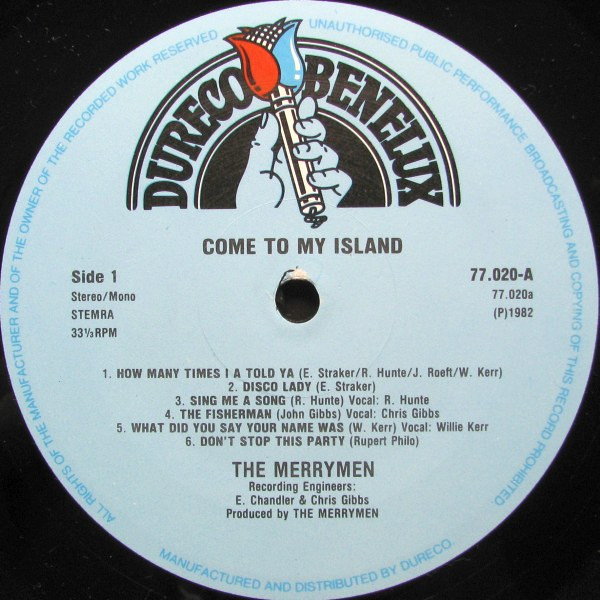 ALL RIGHTS OF THE MANUFACTURER AND OF THE OWNER OF THE RECORDED WORK RESERVED
UNAUTHORISED PUBLIC PERFORMANCE BROADCASTING AND COPYING OF THIS RECORD PROHIBITED
DURECO BENELUX
COME TO MY ISLAND
Side 1
Stereo/Mono
STEMRA
33⅓ RPM
77.020-A
77.020a
(P)1982
1. HOW MANY TIMES I A TOLD YA (E. Straker/R. Hunte/J. Roeft/W. Kerr)
2. DISCO LADY (E. Straker)
3. SING ME A SONG (R. Hunte) Vocal: R. Hunte
4. THE FISHERMAN (John Gibbs) Vocal: Chris Gibbs
5. WHAT DID YOU SAY YOUR NAME WAS (W. Kerr) Vocal: Willie Kerr
6. DON'T STOP THIS PARTY (Rupert Philo)
THE MERRYMEN
Recording Engineers:
E. Chandler & Chris Gibbs
Produced by THE MERRYMEN
MANUFACTURED AND DISTRIBUTED BY DURECO.